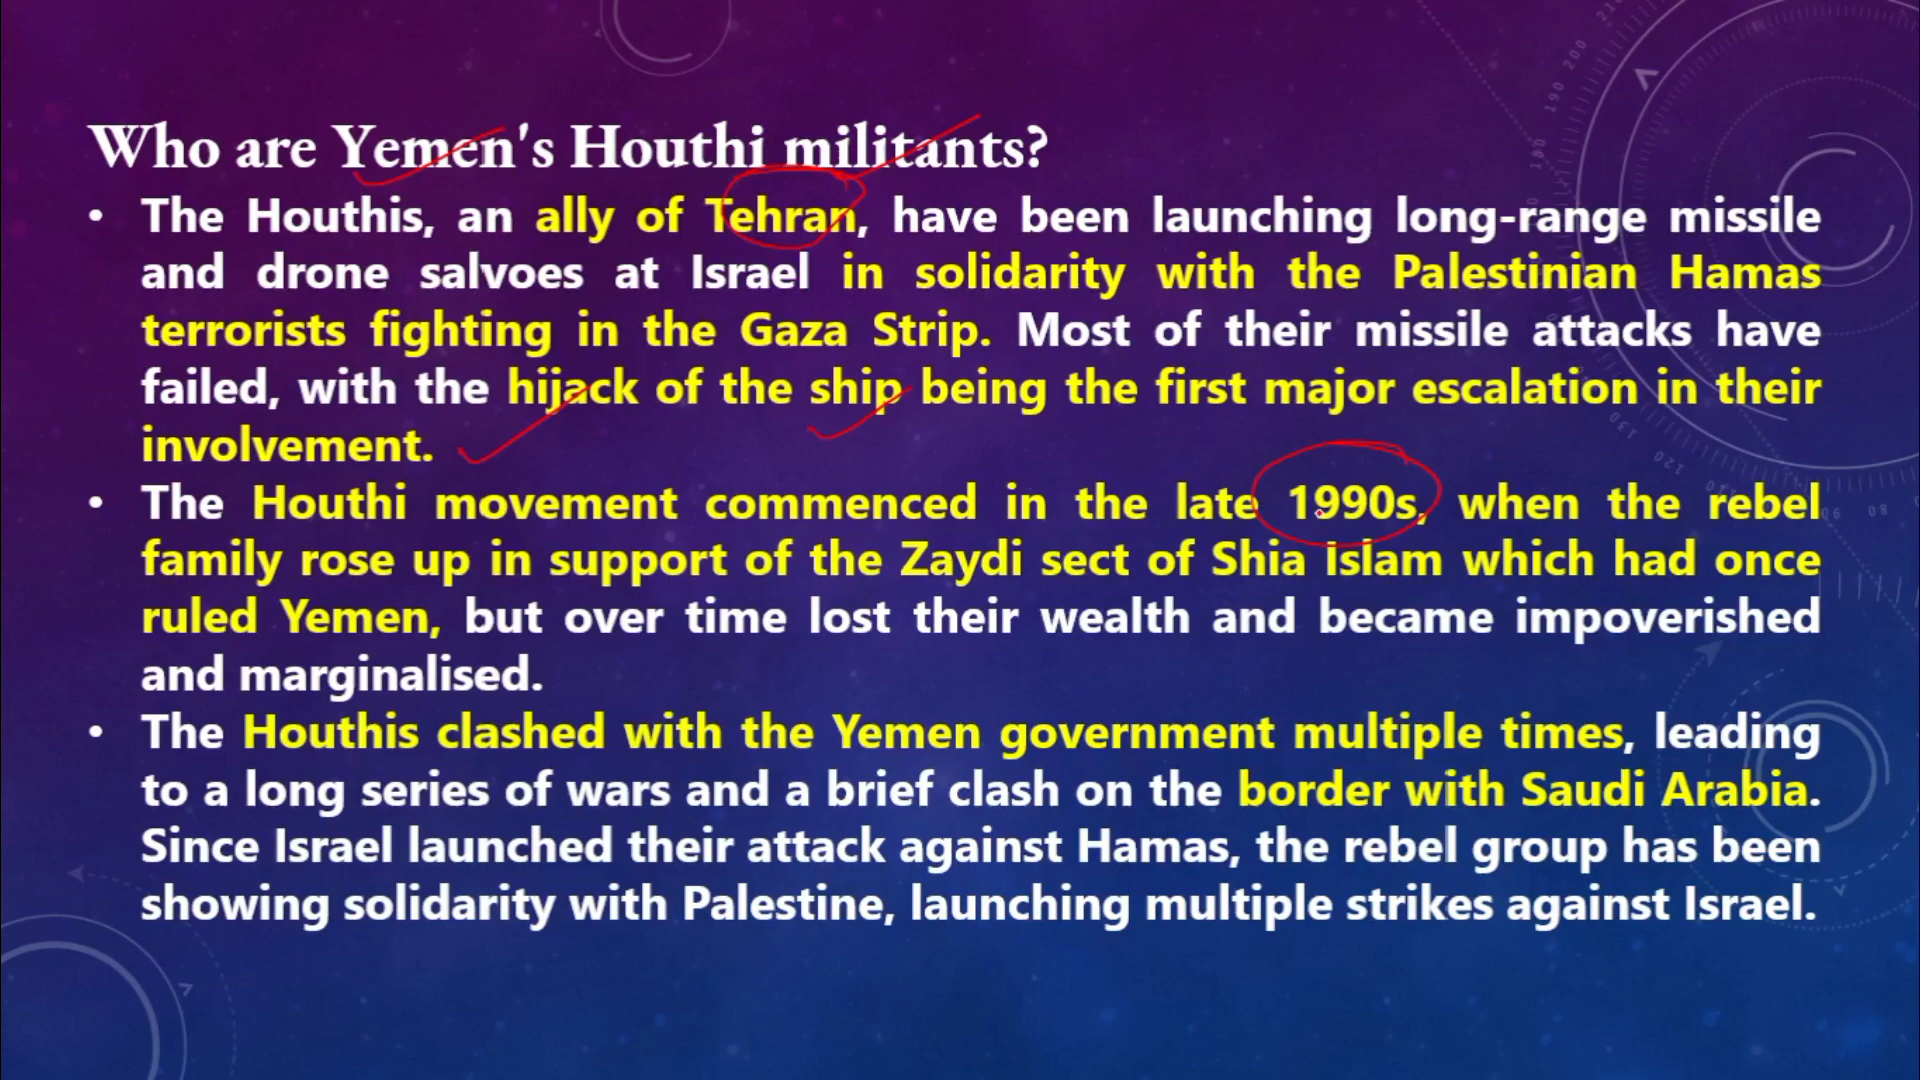 Who are Yemen's Houthi militants?
• The Houthis, an ally of Tehran, have been launching long-range missile
and drone salvoes at Israel in solidarity with the Palestinian Hamas
terrorists fighting in the Gaza Strip. Most of their missile attacks have
failed, with the hijack of the ship being the first major escalation in their
involvement.
• The Houthi movement commenced in the late 1990s, when the rebel
family rose up in support of the Zaydi sect of Shia Islam which had once
ruled Yemen, but over time lost their wealth and became impoverished
and marginalised.
• The Houthis clashed with the Yemen government multiple times, leading
to a long series of wars and a brief clash on the border with Saudi Arabia.
Since Israel launched their attack against Hamas, the rebel group has been
showing solidarity with Palestine, launching multiple strikes against Israel.